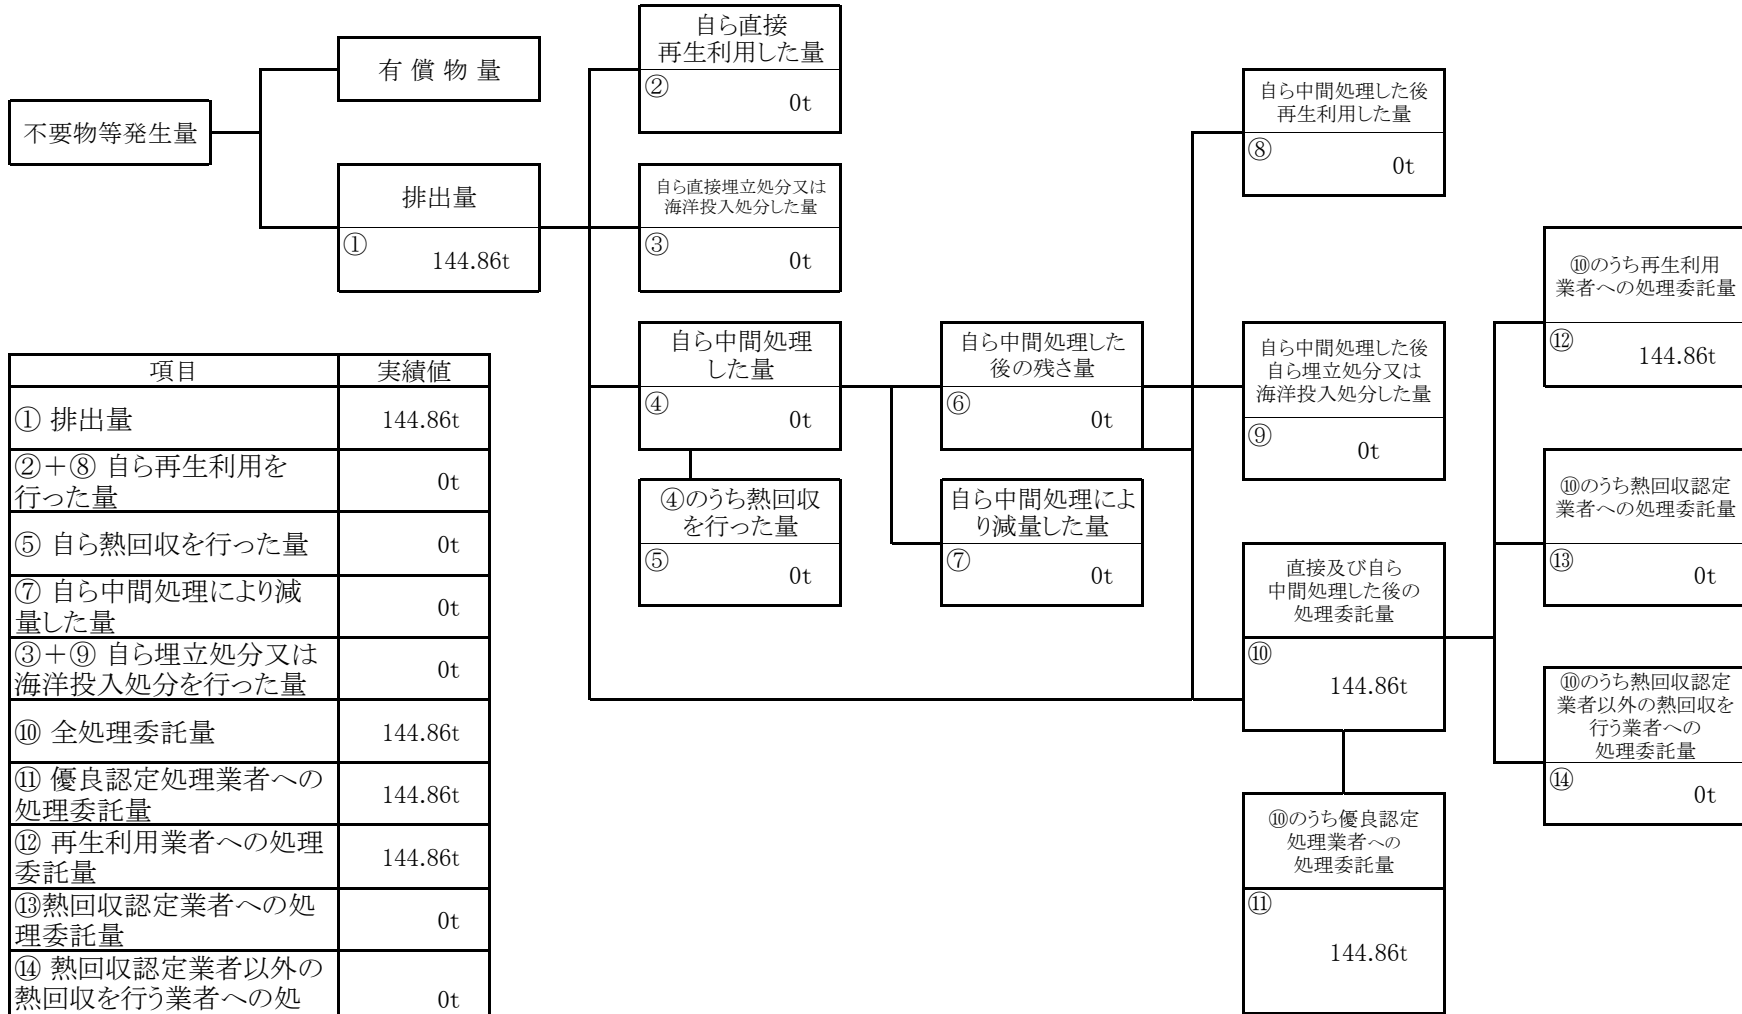 不要物等発生量
有 償 物 量
排出量
①
144.86t
自ら直接
再生利用した量
②
0t
自ら直接埋立処分又は
海洋投入処分した量
③
0t
自ら中間処理
した量
④
0t
④のうち熱回収
を行った量
⑤
0t
自ら中間処理した
後の残さ量
⑥
0t
自ら中間処理によ
り減量した量
⑦
0t
自ら中間処理した後
再生利用した量
⑧
0t
自ら中間処理した後
自ら埋立処分又は
海洋投入処分した量
⑨
0t
直接及び自ら
中間処理した後の
処理委託量
⑩
144.86t
⑩のうち優良認定
処理業者への
処理委託量
⑪
144.86t
⑩のうち再生利用
業者への処理委託量
⑫
144.86t
⑩のうち熱回収認定
業者への処理委託量
⑬
0t
⑩のうち熱回収認定
業者以外の熱回収を
行う業者への
処理委託量
⑭
0t
項目 実績値
① 排出量 144.86t
②＋⑧ 自ら再生利用を
行った量 0t
⑤ 自ら熱回収を行った量 0t
⑦ 自ら中間処理により減
量した量 0t
③＋⑨ 自ら埋立処分又は
海洋投入処分を行った量 0t
⑩ 全処理委託量 144.86t
⑪ 優良認定処理業者への
処理委託量 144.86t
⑫ 再生利用業者への処理
委託量 144.86t
⑬熱回収認定業者への処
理委託量 0t
⑭ 熱回収認定業者以外の
熱回収を行う業者への処 0t